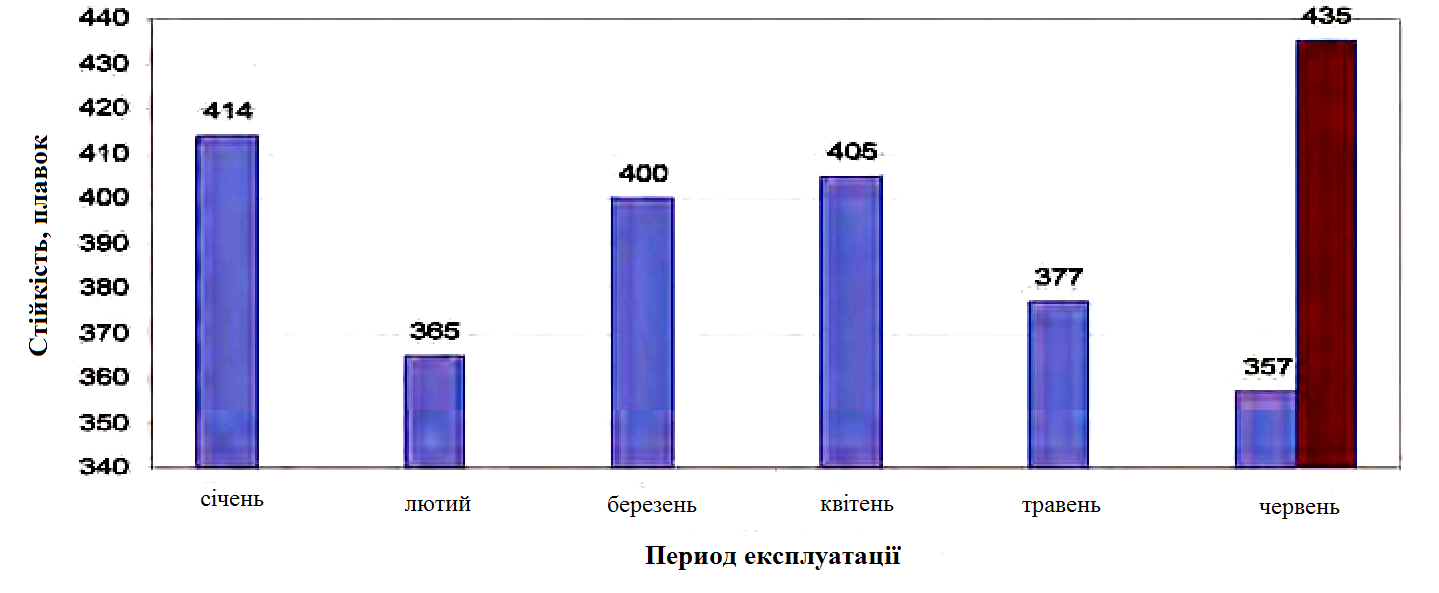 Стійкість, плавок
440
430
420
410
400
390
380
370
360
350
340
414
365
400
405
377
357
435
січень
лютий
березень
квітень
травень
червень
Период експлуатації